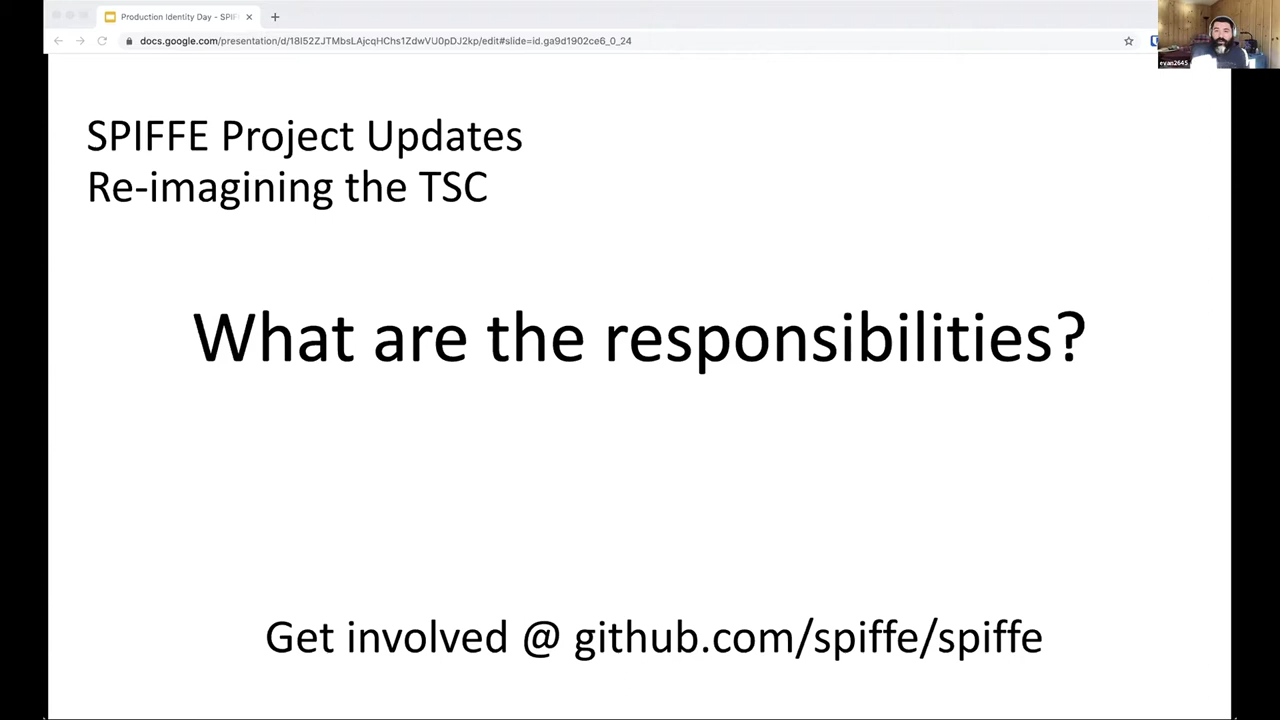 Production Identity Day - SPIF
docs.google.com/presentation/d/18I52ZJTMbsLAjcqHChs1ZdwVU0pDJ2kp/edit#slide=id.ga9d1902ce6_0_24
evan2645
SPIFFE Project Updates
Re-imagining the TSC
What are the responsibilities?
Get involved @ github.com/spiffe/spiffe